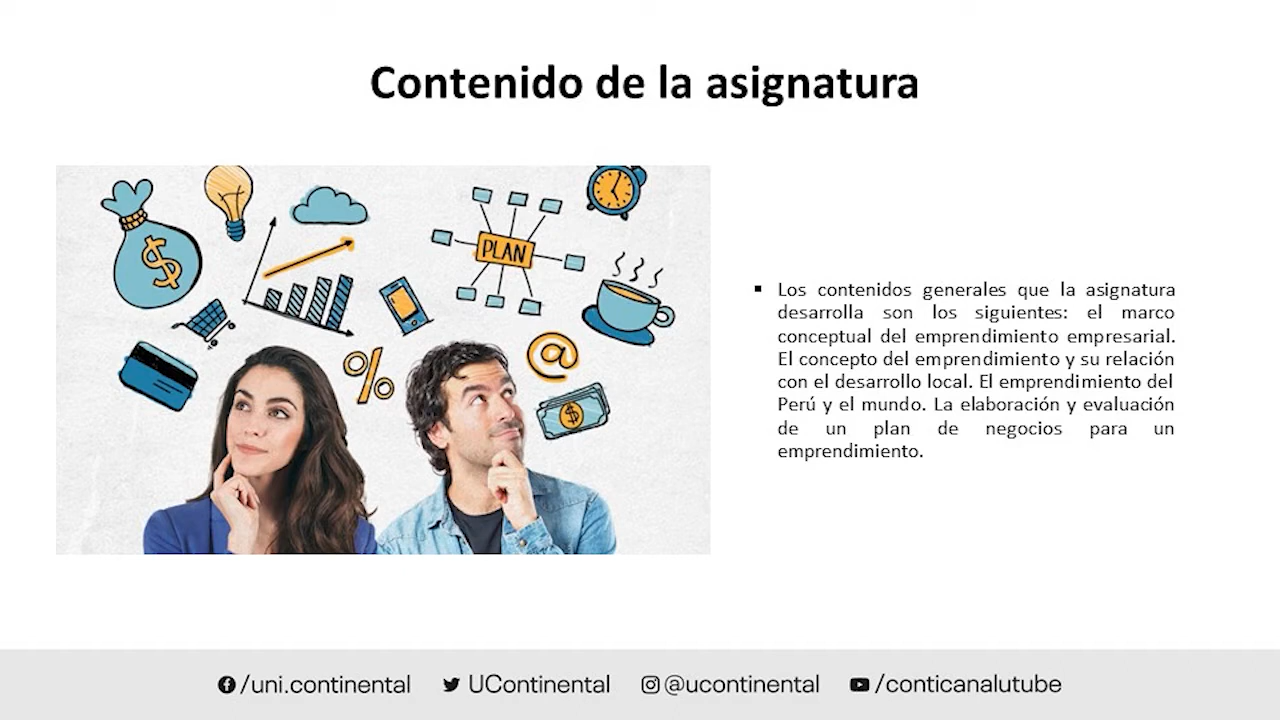 Contenido de la asignatura
PLAN
$
%
@
$
▪ Los contenidos generales que la asignatura
desarrolla son los siguientes: el marco
conceptual del emprendimiento empresarial.
El concepto del emprendimiento y su relación
con el desarrollo local. El emprendimiento del
Perú y el mundo. La elaboración y evaluación
de un plan de negocios para un
emprendimiento.
/uni.continental
UContinental
@ucontinental
/conticanalutube